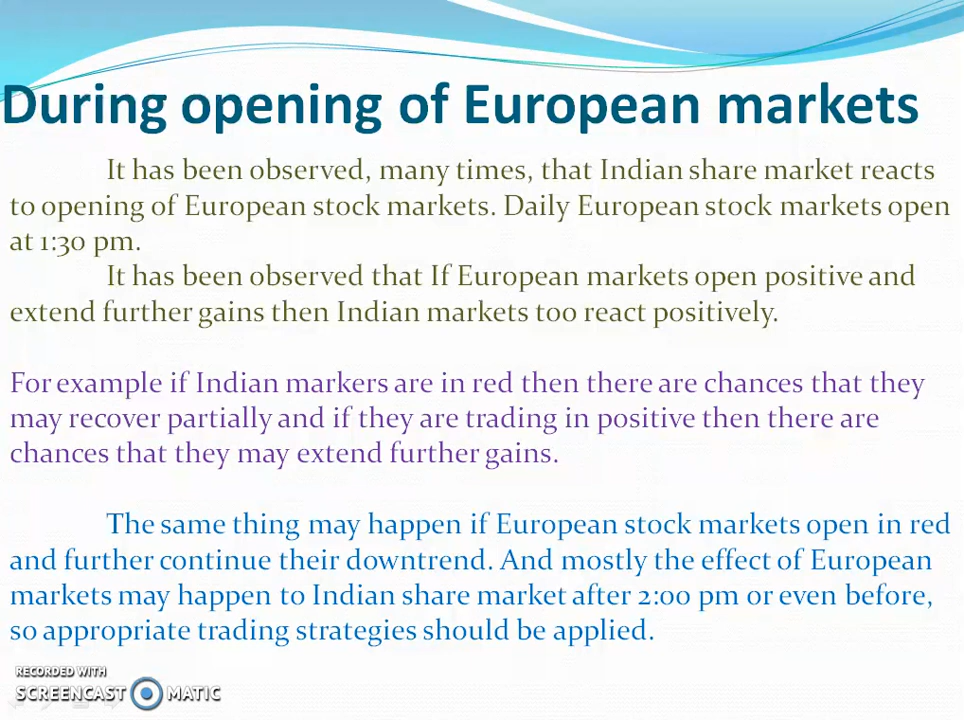 During opening of European markets
It has been observed, many times, that Indian share market reacts
to opening of European stock markets. Daily European stock markets open
at 1:30 pm.
It has been observed that If European markets open positive and
extend further gains then Indian markets too react positively.
For example if Indian markers are in red then there are chances that they
may recover partially and if they are trading in positive then there are
chances that they may extend further gains.
The same thing may happen if European stock markets open in red
and further continue their downtrend. And mostly the effect of European
markets may happen to Indian share market after 2:00 pm or even before,
so appropriate trading strategies should be applied.
RECORDED WITH
SCREENCAST MATIC